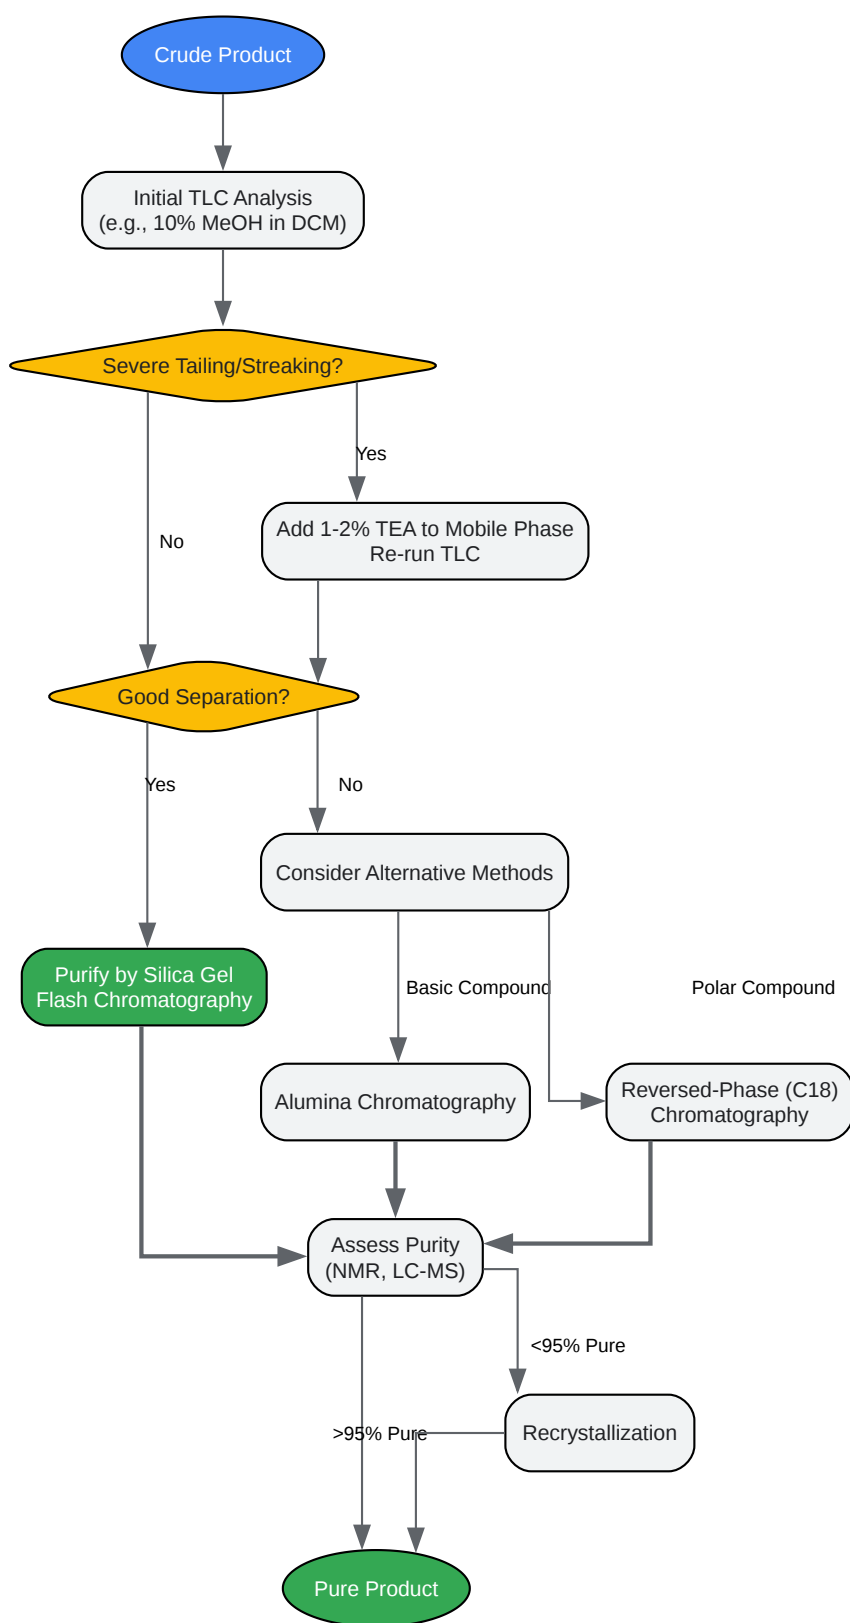 Crude Product
Initial TLC Analysis
(e.g., 10% MeOH in DCM)
Severe Tailing/Streaking?
Yes
Add 1-2% TEA to Mobile Phase
Re-run TLC
No
Good Separation?
Yes
No
Consider Alternative Methods
Purify by Silica Gel
Flash Chromatography
Basic Compound
Polar Compound
Alumina Chromatography
Reversed-Phase (C18)
Chromatography
Assess Purity
(NMR, LC-MS)
<95% Pure
>95% Pure
Recrystallization
Pure Product